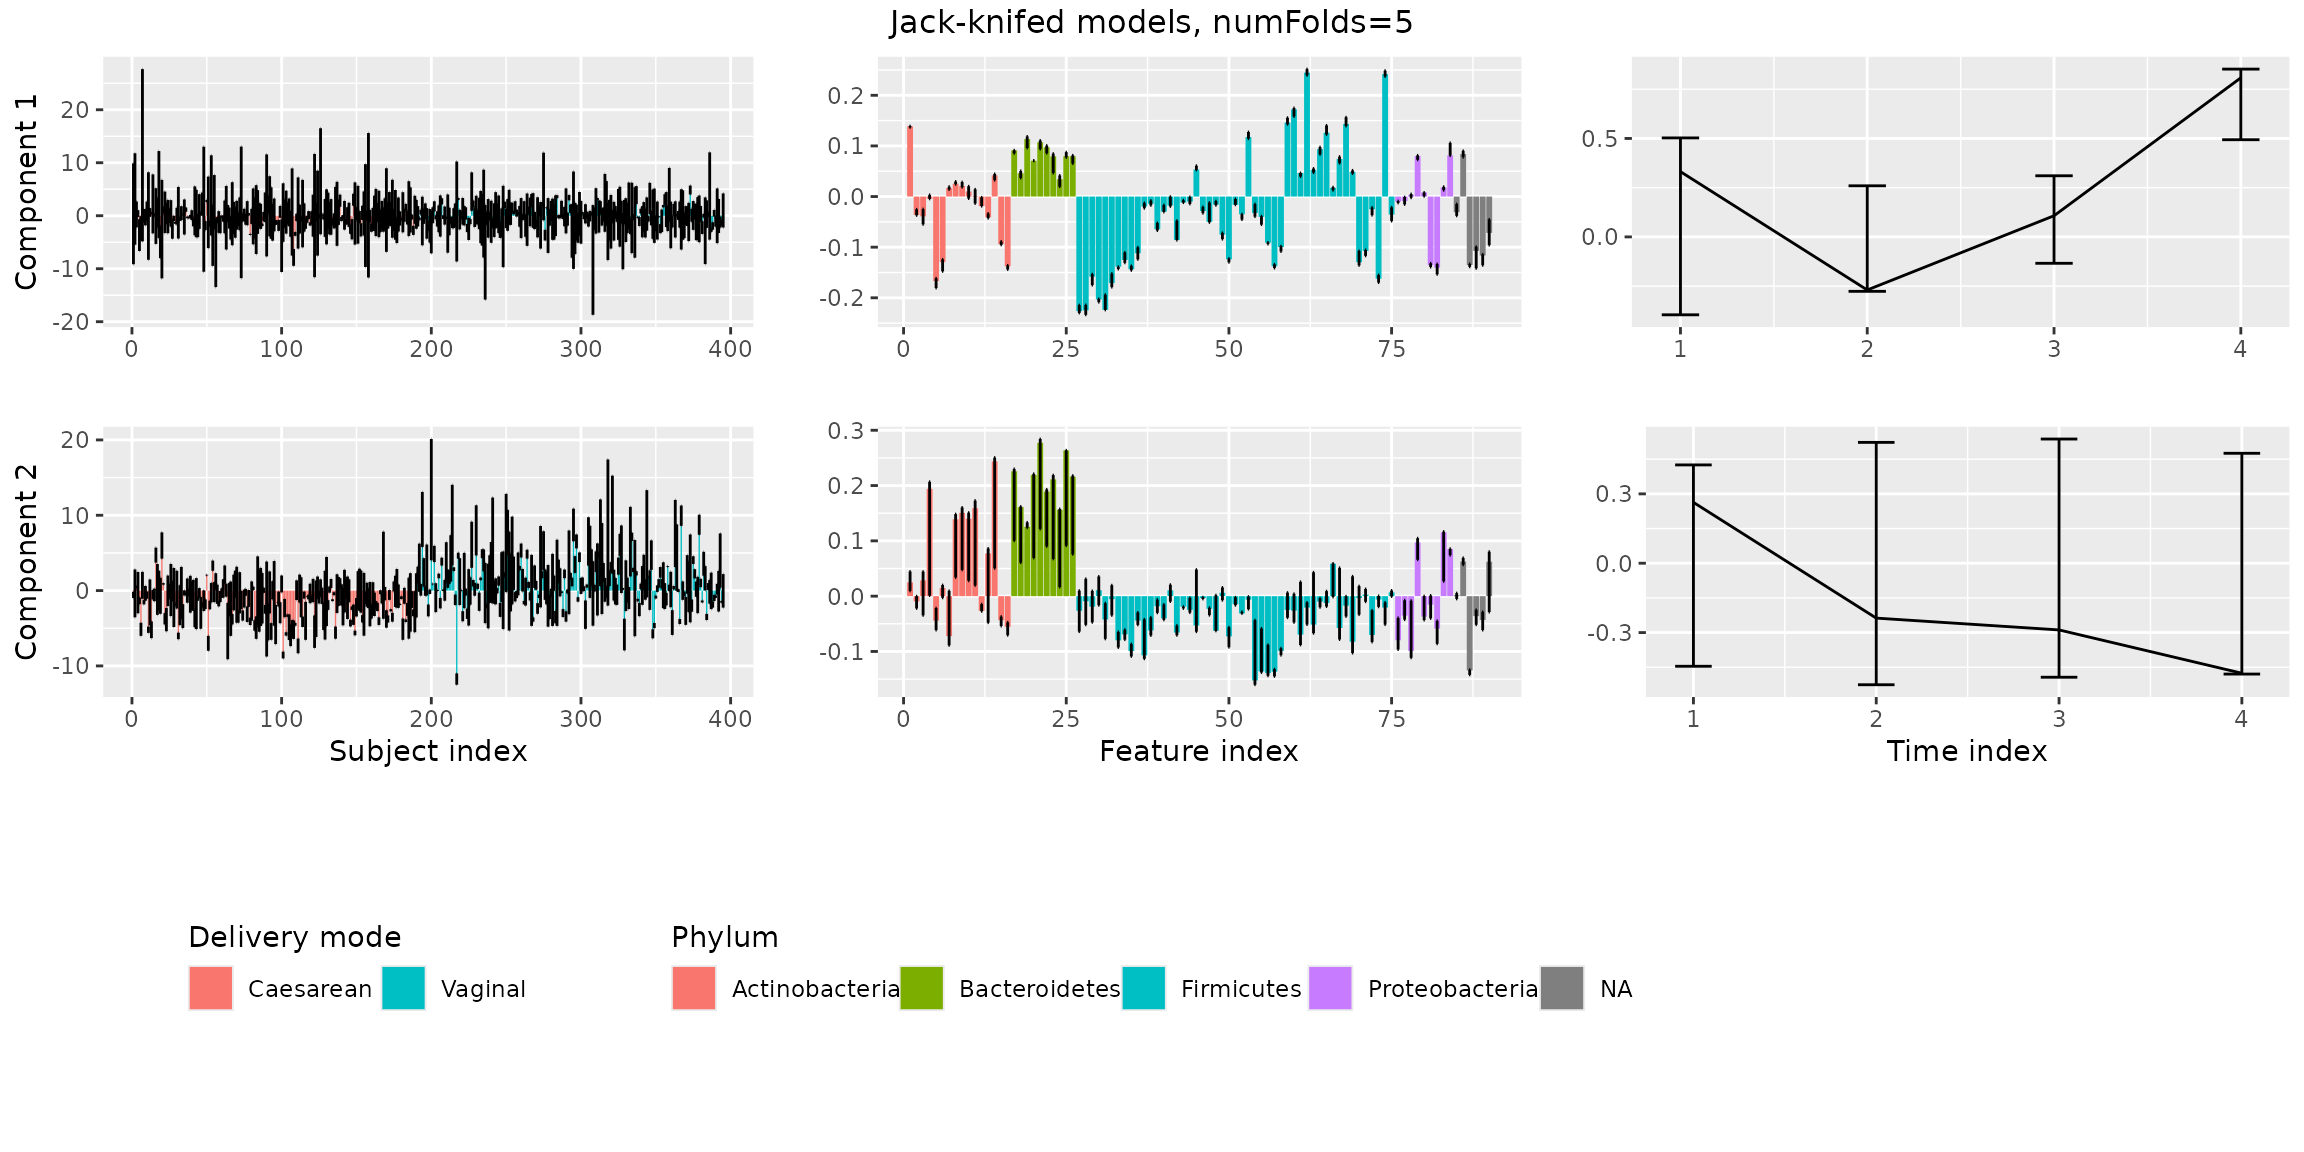 Jack-knifed models, numFolds=5
Component 1
20
10
0
-10
-20
0 100 200 300 400
0.2
0.1
0.0
-0.1
-0.2
0 25 50 75
0.5
0.0
1 2 3 4
Component 2
20
10
0
-10
0 100 200 300 400
Subject index
0.3
0.2
0.1
0.0
-0.1
0 25 50 75
Feature index
0.3
0.0
-0.3
1 2 3 4
Time index
Delivery mode
Caesarean Vaginal
Phylum
Actinobacteria Bacteroidetes Firmicutes Proteobacteria NA